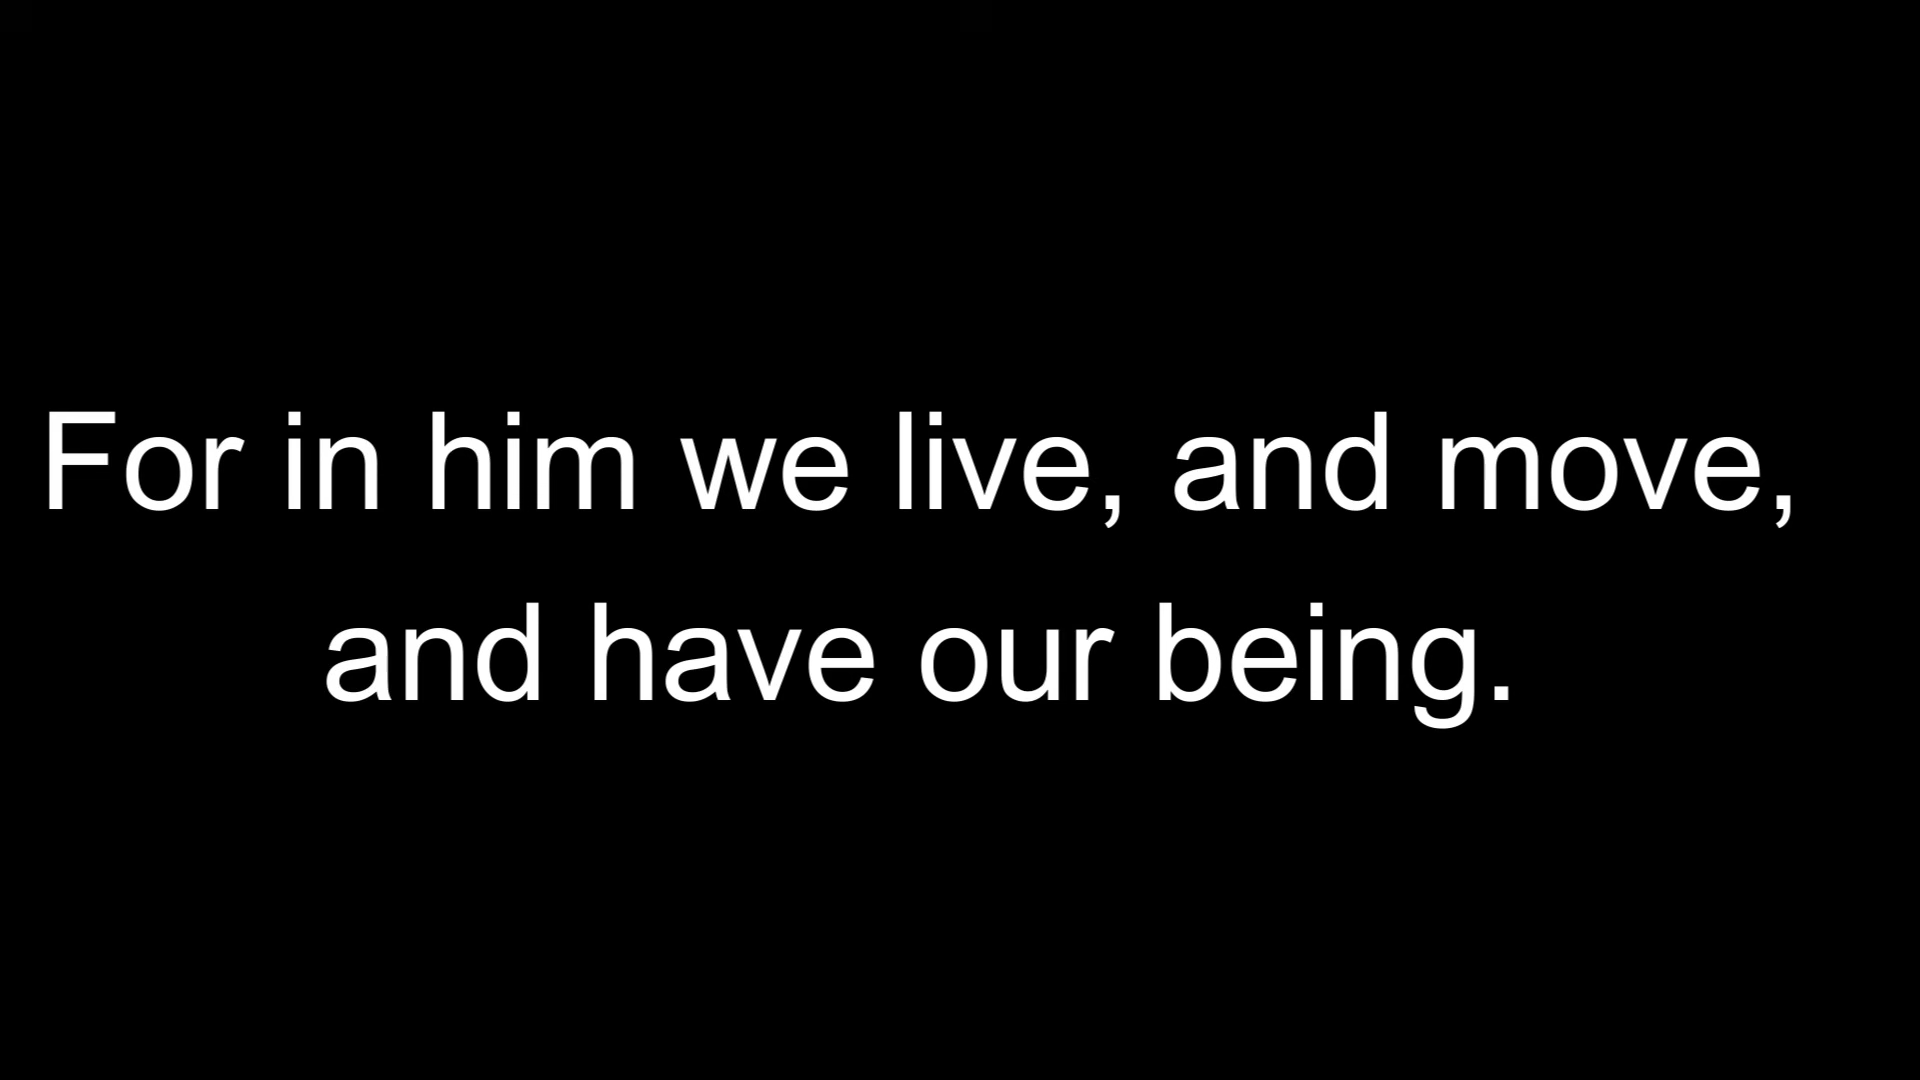 For in him we live, and move,
and have our being.